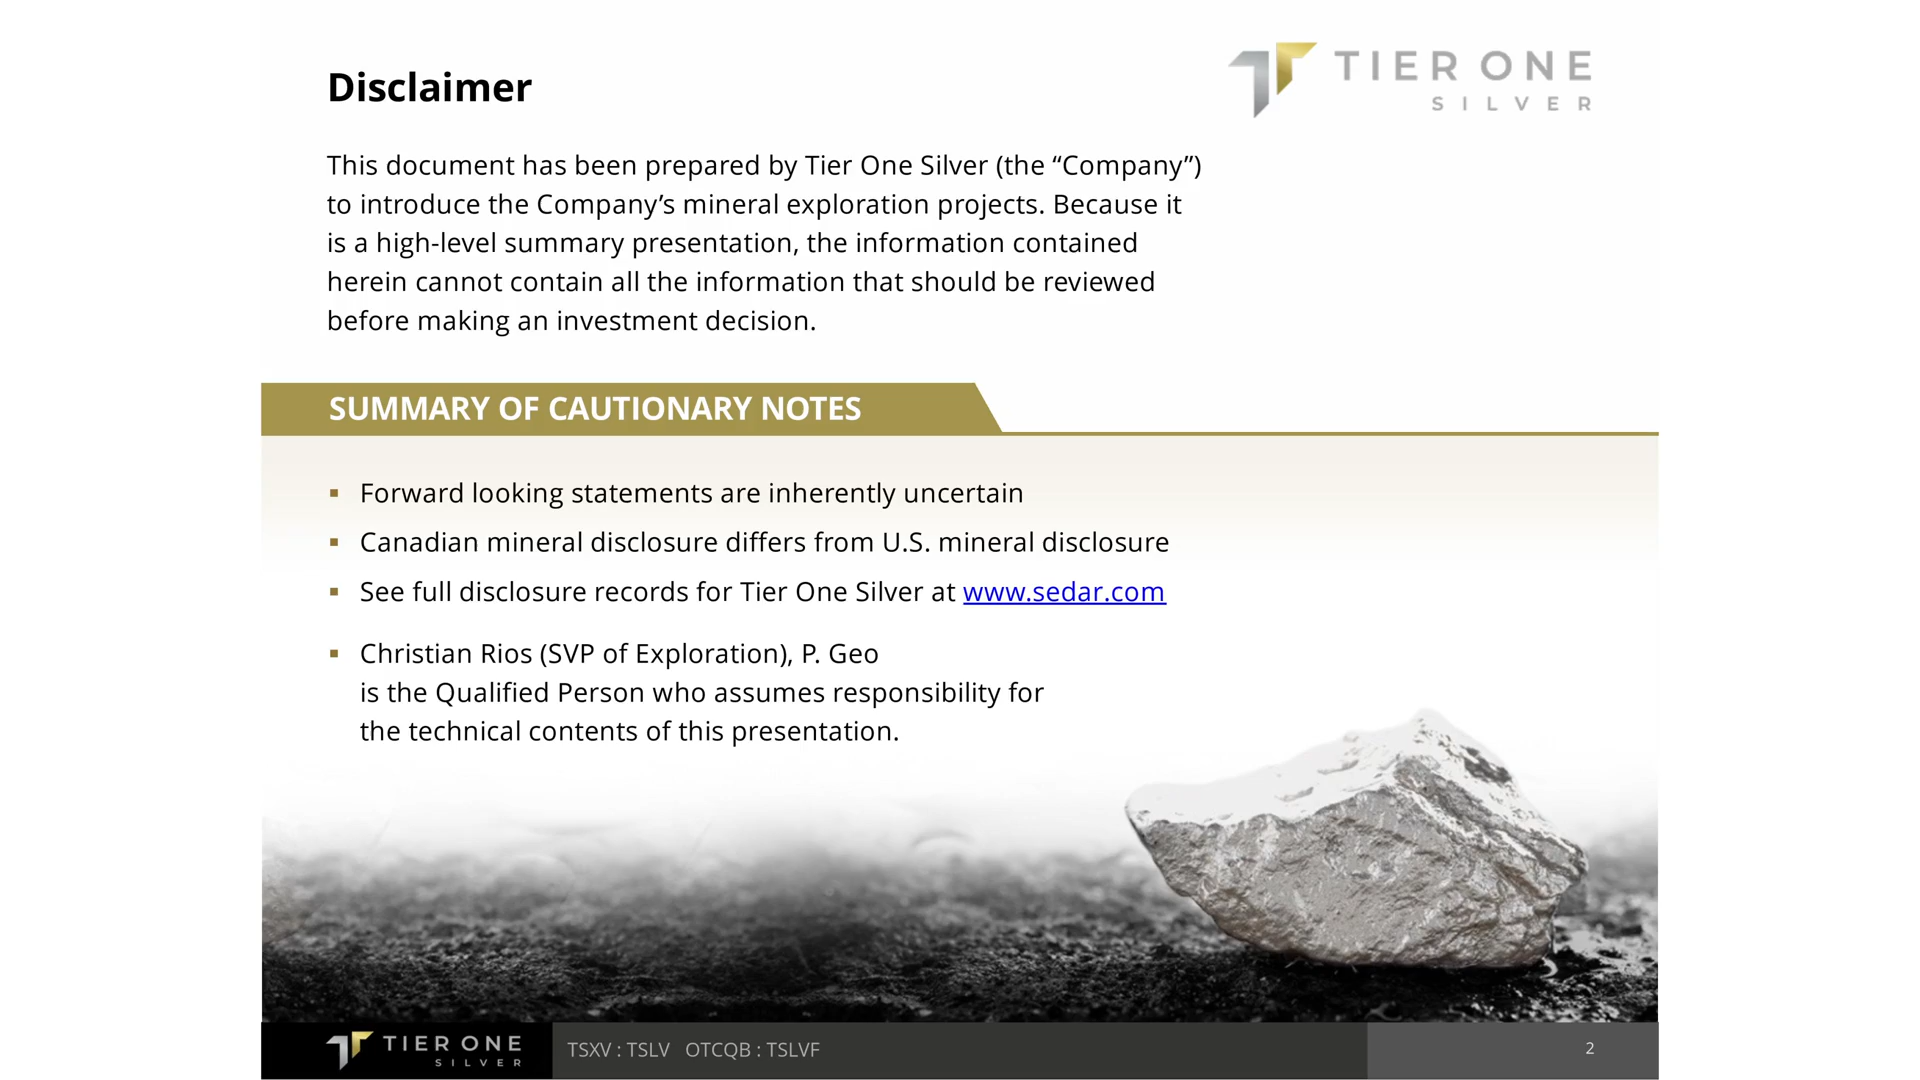 Disclaimer
TIER ONE
SILVER
This document has been prepared by Tier One Silver (the “Company”)
to introduce the Company’s mineral exploration projects. Because it
is a high-level summary presentation, the information contained
herein cannot contain all the information that should be reviewed
before making an investment decision.
SUMMARY OF CAUTIONARY NOTES
▪ Forward looking statements are inherently uncertain
▪ Canadian mineral disclosure differs from U.S. mineral disclosure
▪ See full disclosure records for Tier One Silver at www.sedar.com
▪ Christian Rios (SVP of Exploration), P. Geo
is the Qualified Person who assumes responsibility for
the technical contents of this presentation.
TIER ONE
SILVER
TSXV : TSLV OTCQB : TSLVF
2